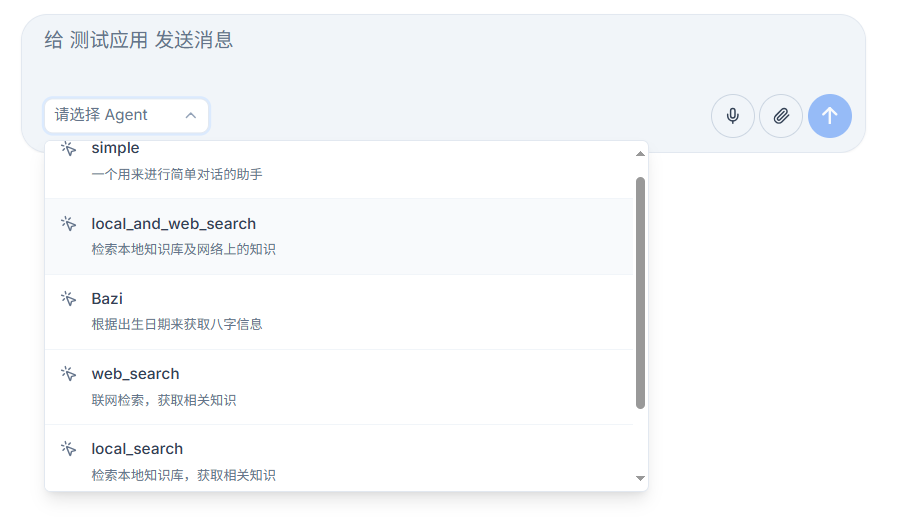 给 测试应用 发送消息
请选择 Agent
simple
一个用来进行简单对话的助手
local_and_web_search
检索本地知识库及网络上的知识
Bazi
根据出生日期来获取八字信息
web_search
联网检索，获取相关知识
local_search
检索本地知识库，获取相关知识